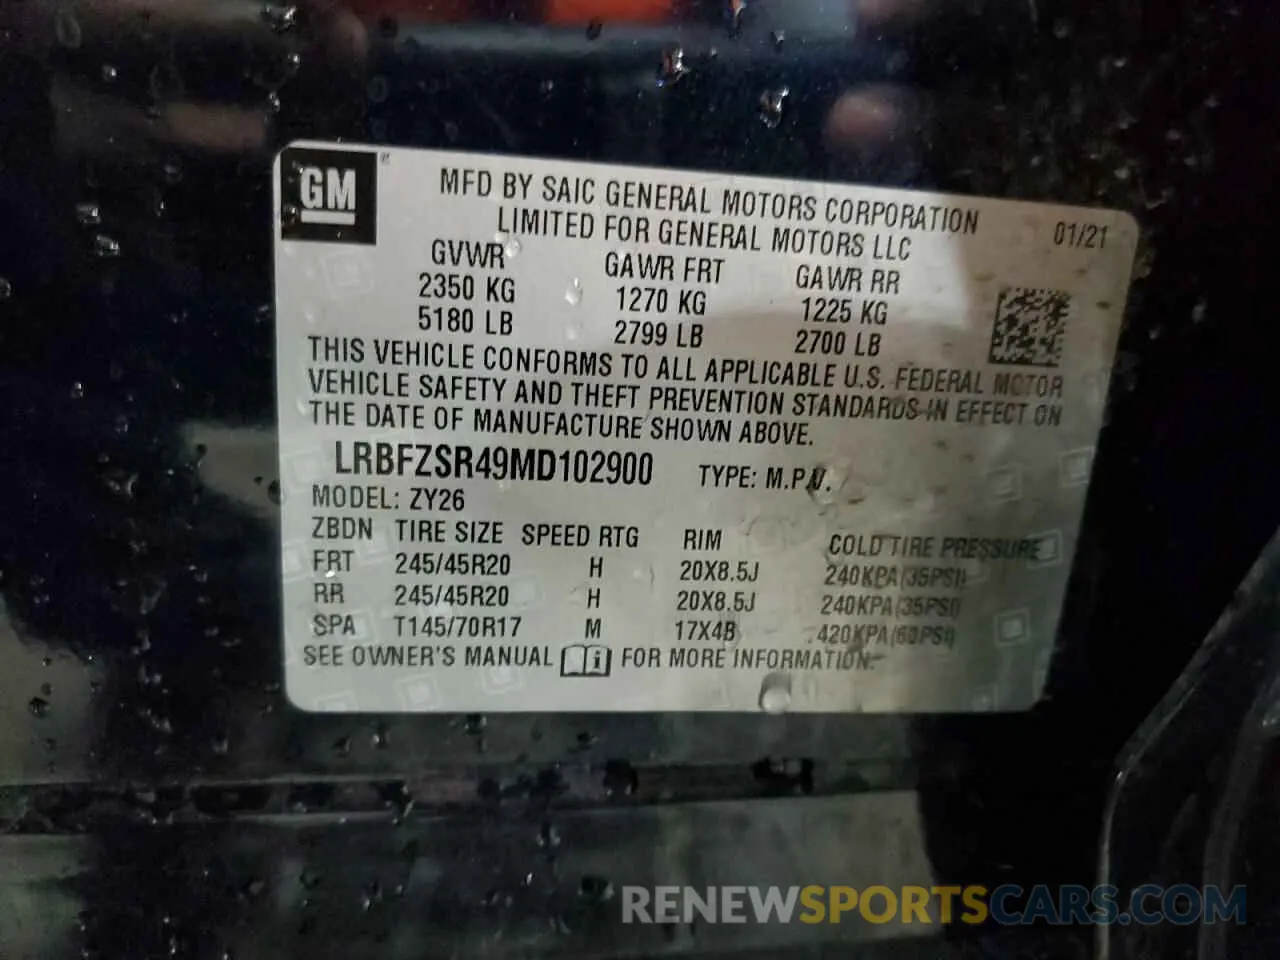 GM
MFD BY SAIC GENERAL MOTORS CORPORATION
LIMITED FOR GENERAL MOTORS LLC
01/21
GVWR GAWR FRT GAWR RR
2350 KG 1270 KG 1225 KG
5180 LB 2799 LB 2700 LB
THIS VEHICLE CONFORMS TO ALL APPLICABLE U.S. FEDERAL MOTOR
VEHICLE SAFETY AND THEFT PREVENTION STANDARDS IN EFFECT ON
THE DATE OF MANUFACTURE SHOWN ABOVE.
LRBFZSR49MD102900 TYPE: M.P.V.
MODEL: ZY26
ZBDN TIRE SIZE SPEED RTG RIM COLD TIRE PRESSURE
FRT 245/45R20 H 20X8.5J 240KPA(35PSI)
RR 245/45R20 H 20X8.5J 240KPA(35PSI)
SPA T145/70R17 M 17X4B 420KPA(60PSI)
SEE OWNER'S MANUAL i FOR MORE INFORMATION.
RENEWSPORTSCARS.COM